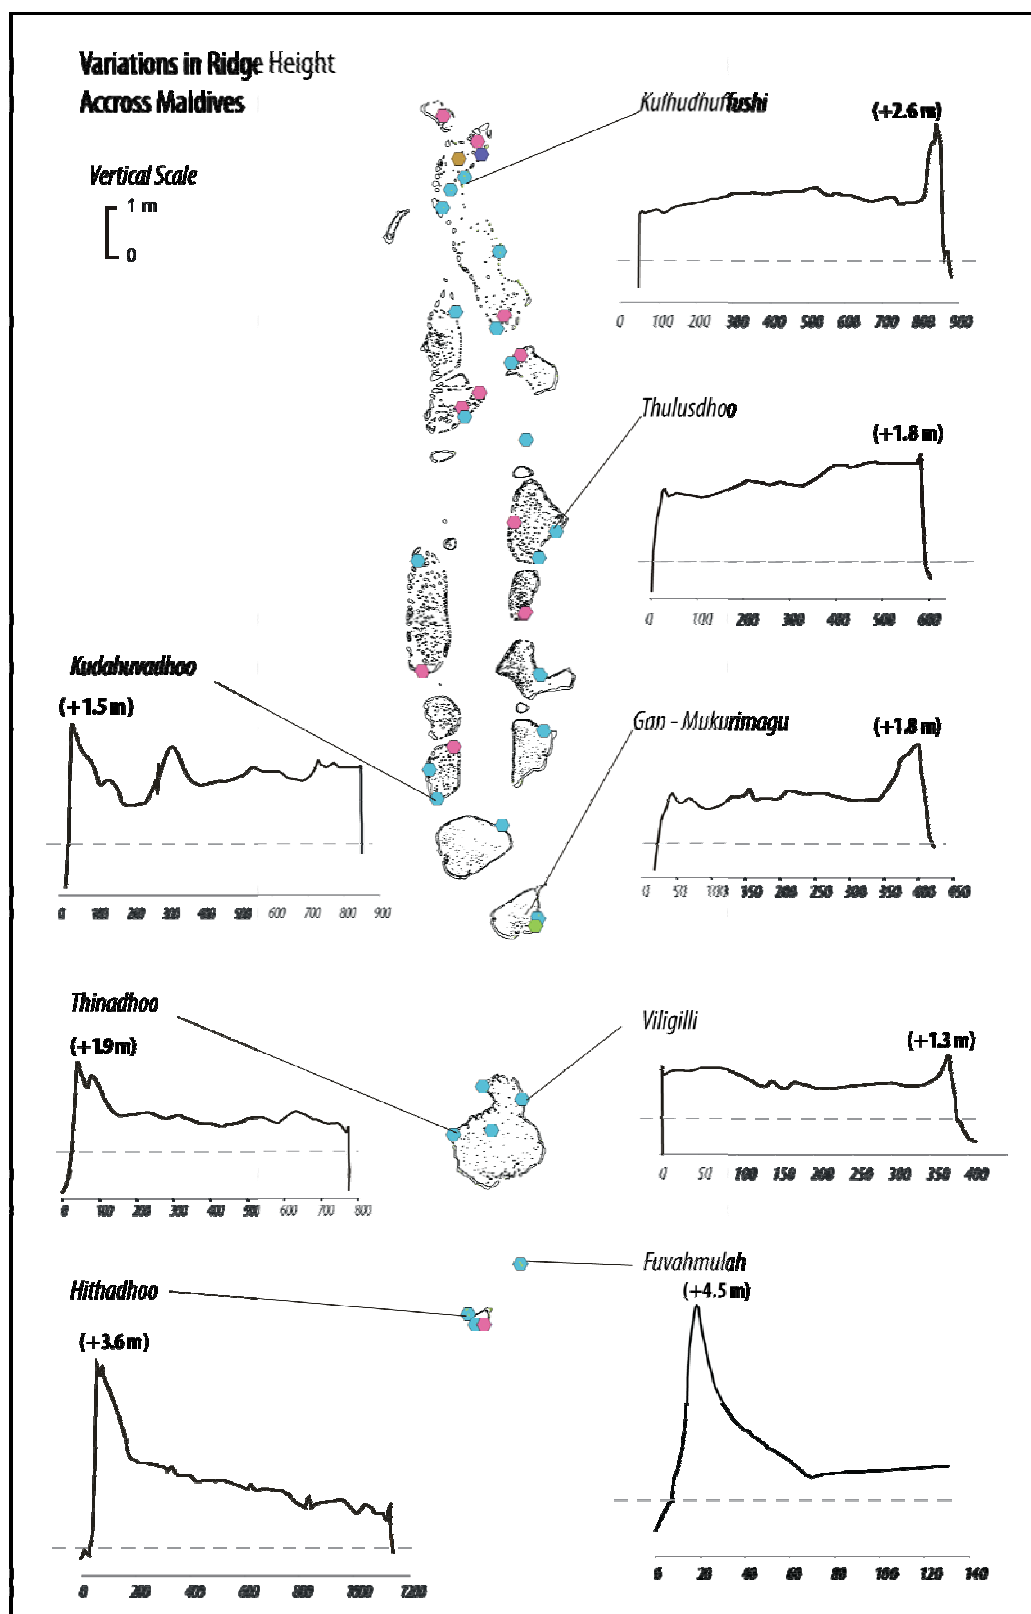 Variations in Ridge Height
Accross Maldives
Vertical Scale
1 m
0
Kulhudhuffushi
(+2.6 m)
0 100 200 300 400 500 600 700 800 900
Thulusdhoo
(+1.8 m)
0 100 200 300 400 500 600
Kudahuvadhoo
(+1.5 m)
0 100 200 300 400 500 600 700 800 900
Gan - Mukurimagu
(+1.8 m)
0 50 100 150 200 250 300 350 400 450
Thinadhoo
(+1.9 m)
0 100 200 300 400 500 600 700 800
Viligilli
(+1.3 m)
0 50 100 150 200 250 300 350 400
Hithadhoo
(+3.6 m)
0 200 400 600 800 1000 1200
Fuvahmulah
(+4.5 m)
0 20 40 60 80 100 120 140